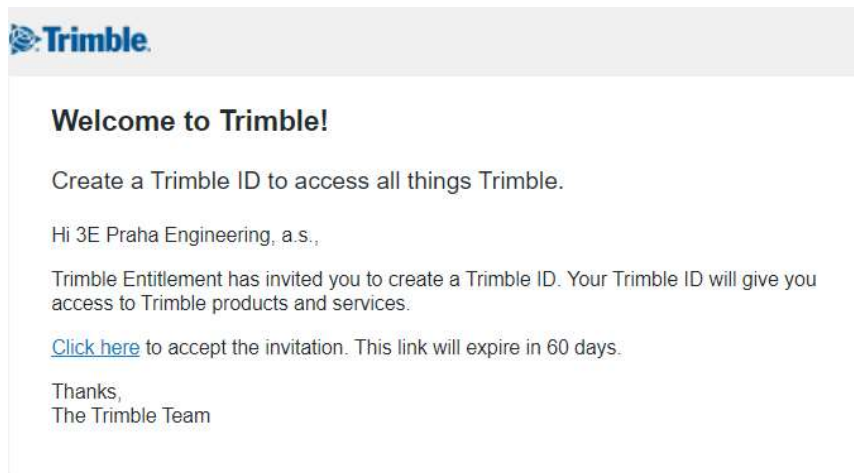 Trimble.
Welcome to Trimble!
Create a Trimble ID to access all things Trimble.
Hi 3E Praha Engineering, a.s.,
Trimble Entitlement has invited you to create a Trimble ID. Your Trimble ID will give you
access to Trimble products and services.
Click here to accept the invitation. This link will expire in 60 days.
Thanks,
The Trimble Team